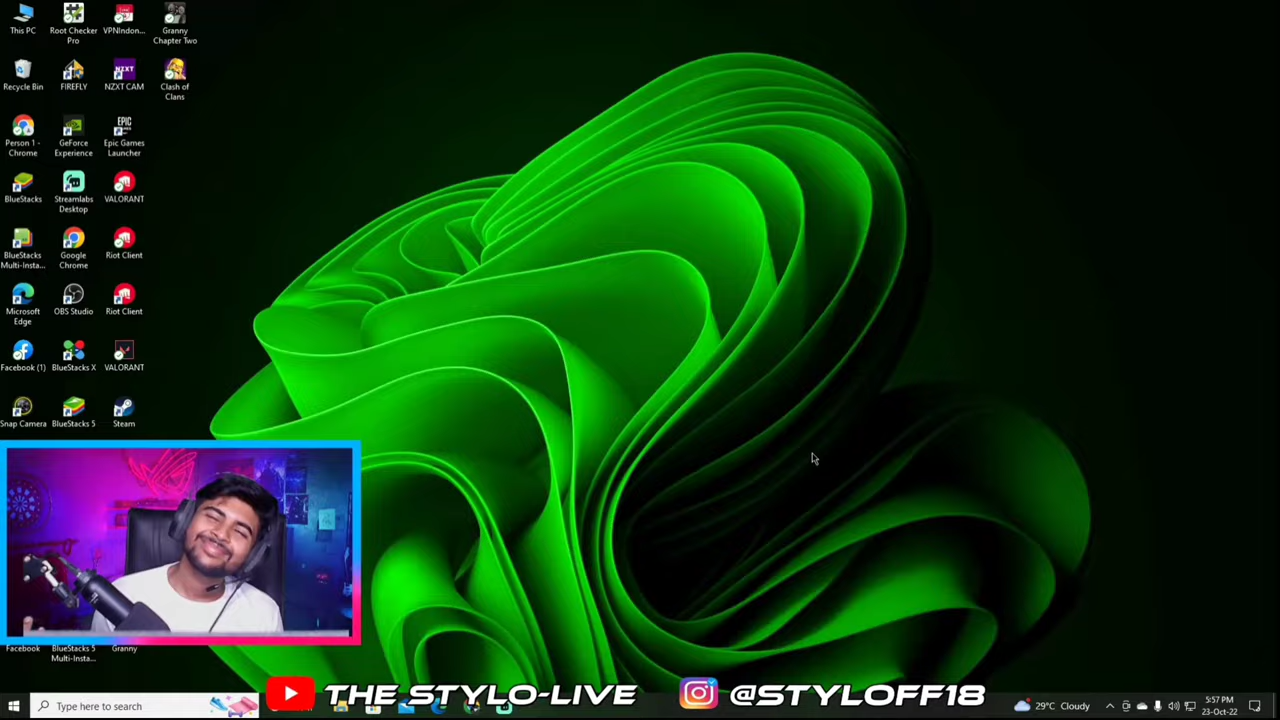 This PC
Root Checker
Pro
VPNIndon...
Granny
Chapter Two
Recycle Bin
FIREFLY
NZXT
NZXT CAM
Clash of
Clans
Person 1 -
Chrome
GeForce
Experience
EPIC
Epic Games
Launcher
BlueStacks
Streamlabs
Desktop
VALORANT
BlueStacks
Multi-Insta...
Google
Chrome
Riot Client
Microsoft
Edge
OBS Studio
Riot Client
Facebook (1)
BlueStacks X
VALORANT
Snap Camera
BlueStacks 5
Steam
Facebook
BlueStacks 5
Multi-Insta...
Granny
THE STYLO-LIVE
@STYLOFF18
Type here to search
29°C Cloudy
5:57 PM
23-Oct-22